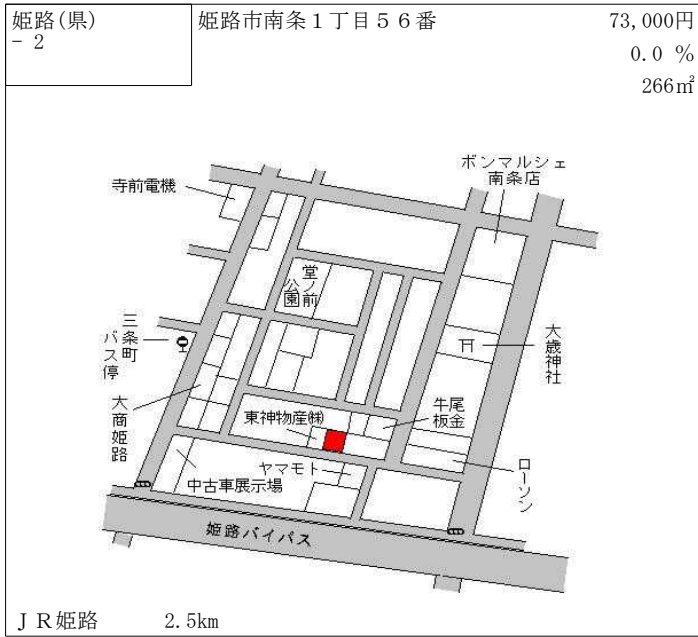 姫路(県)
- 2
姫路市南条１丁目５６番
73,000円
0.0 %
266㎡
ボンマルシェ
南条店
寺前電機
堂ノ前
公園
三条町
バス停
大歳神社
牛尾
板金
東神物産㈱
大商姫路
ヤマモト
中古車展示場
ローソン
姫路バイパス
ＪＲ姫路 2.5km